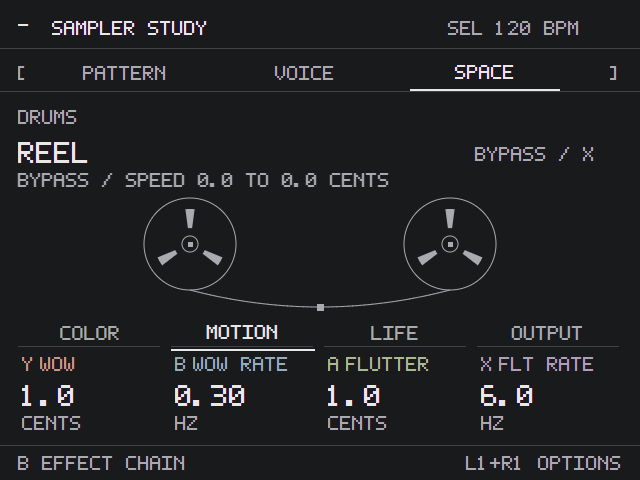 - SAMPLER STUDY SEL 120 BPM
[ PATTERN VOICE SPACE ]
DRUMS
REEL BYPASS / X
BYPASS / SPEED 0.0 TO 0.0 CENTS
COLOR MOTION LIFE OUTPUT
Y WOW B WOW RATE A FLUTTER X FLT RATE
1.0 0.30 1.0 6.0
CENTS HZ CENTS HZ
B EFFECT CHAIN L1+R1 OPTIONS